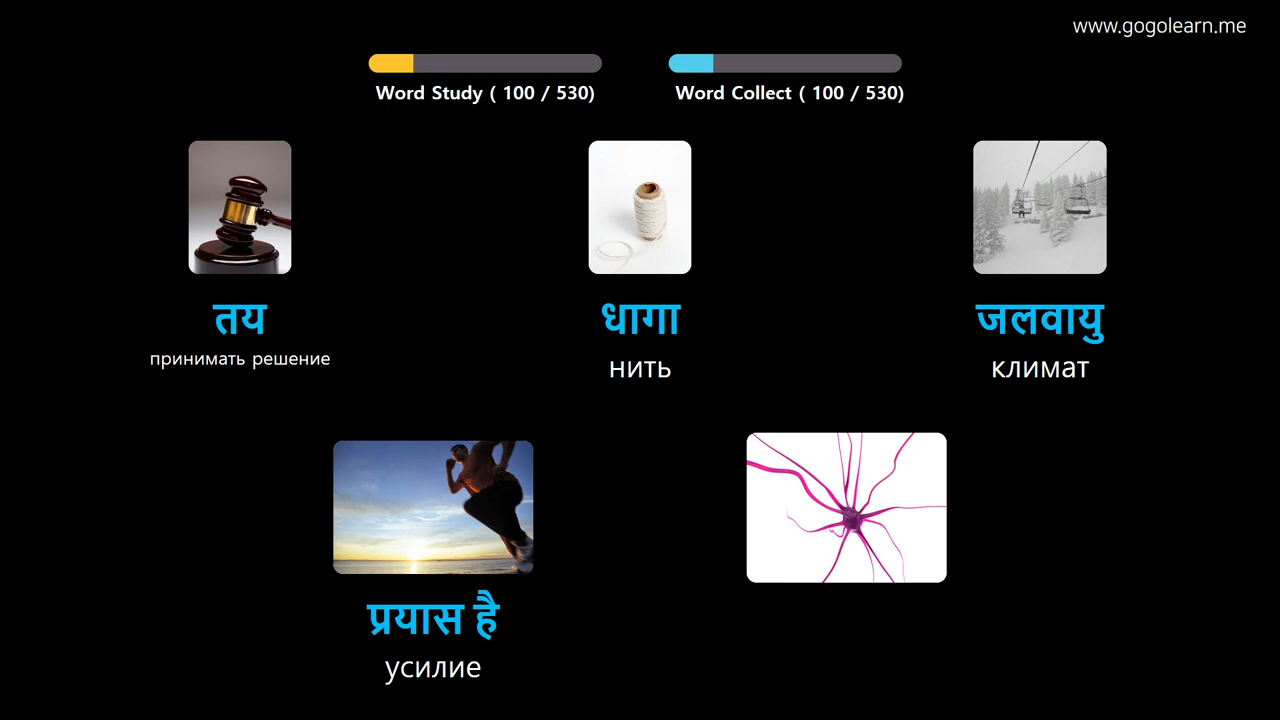 www.gogolearn.me
Word Study ( 100 / 530)
Word Collect ( 100 / 530)
तय
принимать решение
धागा
нить
जलवायु
климат
प्रयास है
усилие